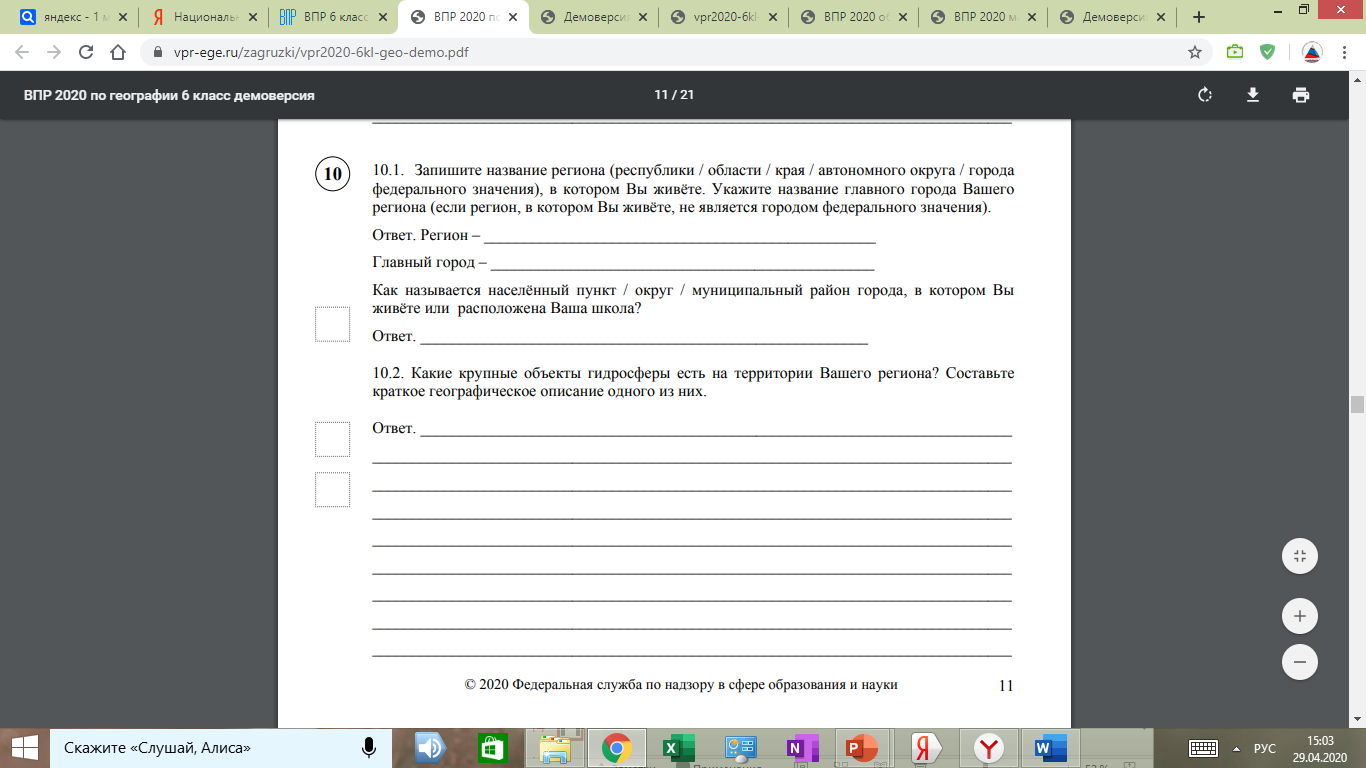 яндекс - 1 м
Националь
ВПР 6 класс
ВПР 2020 по
Демоверси
vpr2020-6kl
ВПР 2020 об
ВПР 2020 м
Демоверси
vpr-ege.ru/zagruzki/vpr2020-6kl-geo-demo.pdf
ВПР 2020 по географии 6 класс демоверсия
11 / 21
10
10.1. Запишите название региона (республики / области / края / автономного округа / города
федерального значения), в котором Вы живёте. Укажите название главного города Вашего
региона (если регион, в котором Вы живёте, не является городом федерального значения).
Ответ. Регион –
Главный город –
Как называется населённый пункт / округ / муниципальный район города, в котором Вы
живёте или расположена Ваша школа?
Ответ.
10.2. Какие крупные объекты гидросферы есть на территории Вашего региона? Составьте
краткое географическое описание одного из них.
Ответ.
© 2020 Федеральная служба по надзору в сфере образования и науки
11
Скажите «Слушай, Алиса»
РУС
15:03
29.04.2020